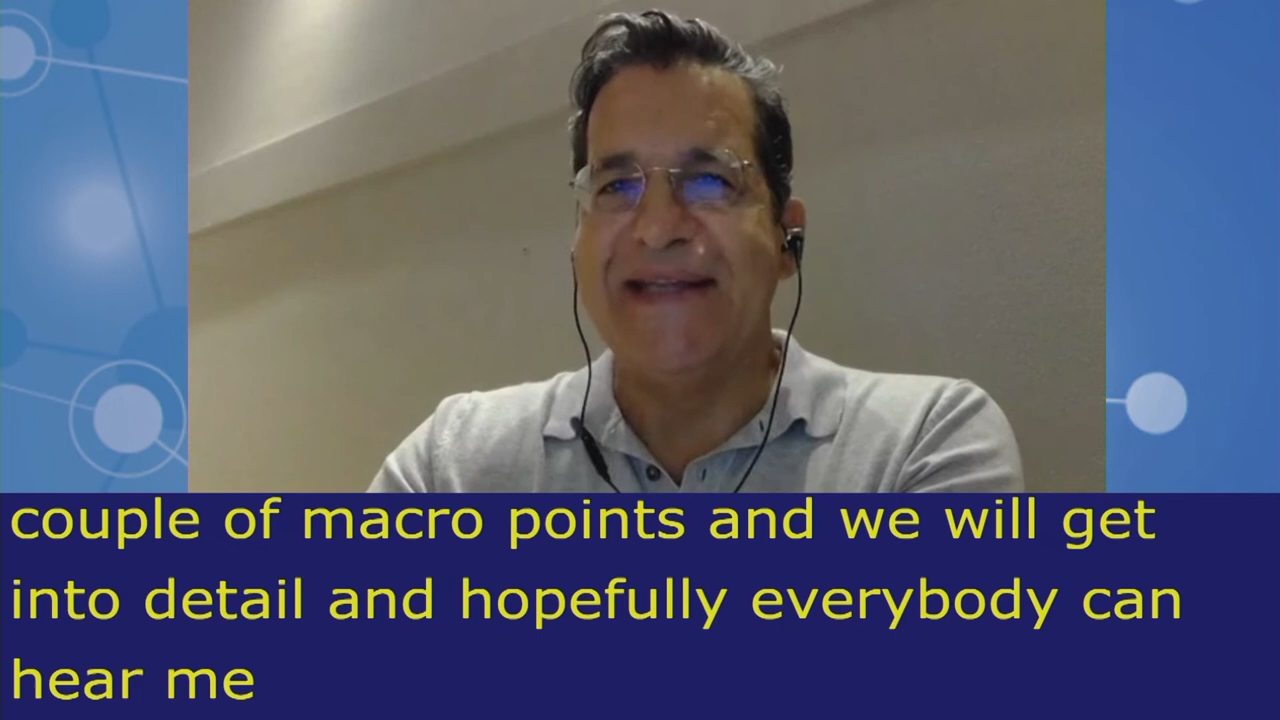 couple of macro points and we will get
into detail and hopefully everybody can
hear me